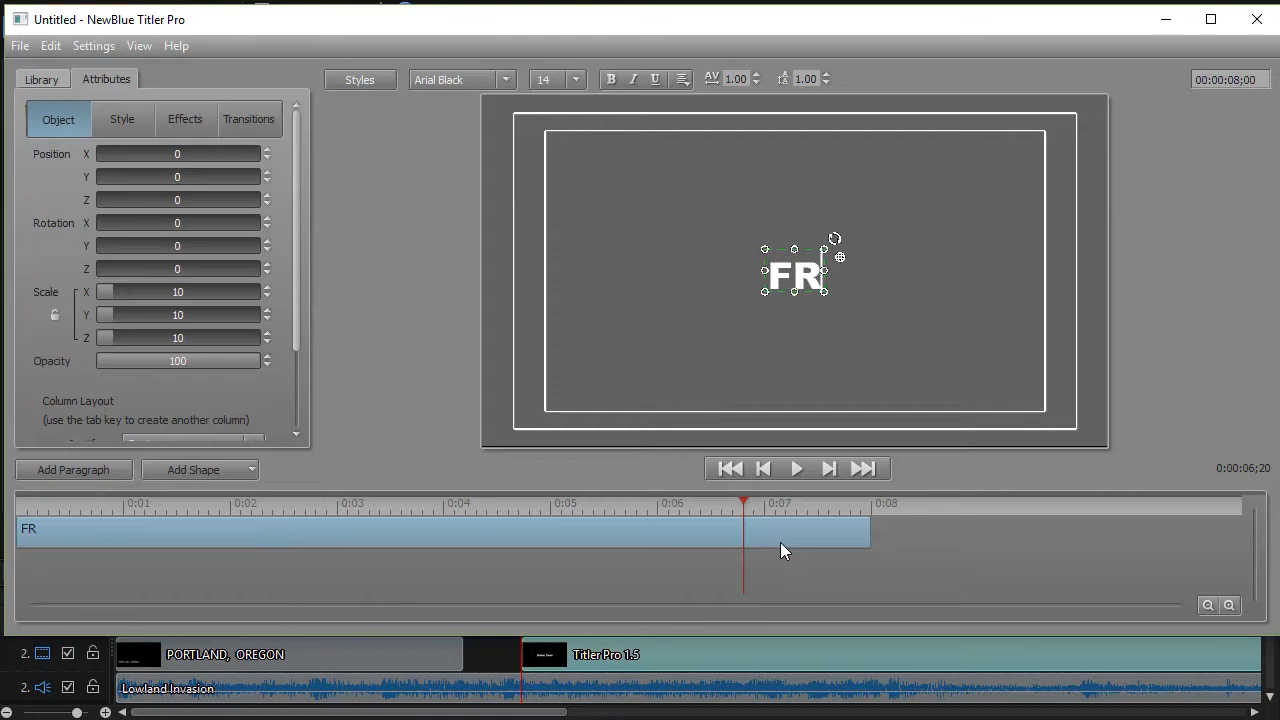 Untitled - NewBlue Titler Pro
File Edit Settings View Help
Library Attributes Styles Arial Black 14 B I U AV 1.00 1.00 00:00:08;00
Object Style Effects Transitions
Position X 0
Y 0
Z 0
Rotation X 0
Y 0
Z 0
Scale X 10
Y 10
Z 10
Opacity 100
FR
Column Layout
(use the tab key to create another column)
Add Paragraph Add Shape 0:00:06;20
0:01 0:02 0:03 0:04 0:05 0:06 0:07 0:08
FR
2. PORTLAND, OREGON Titler Pro 1.5
2. Lowland Invasion